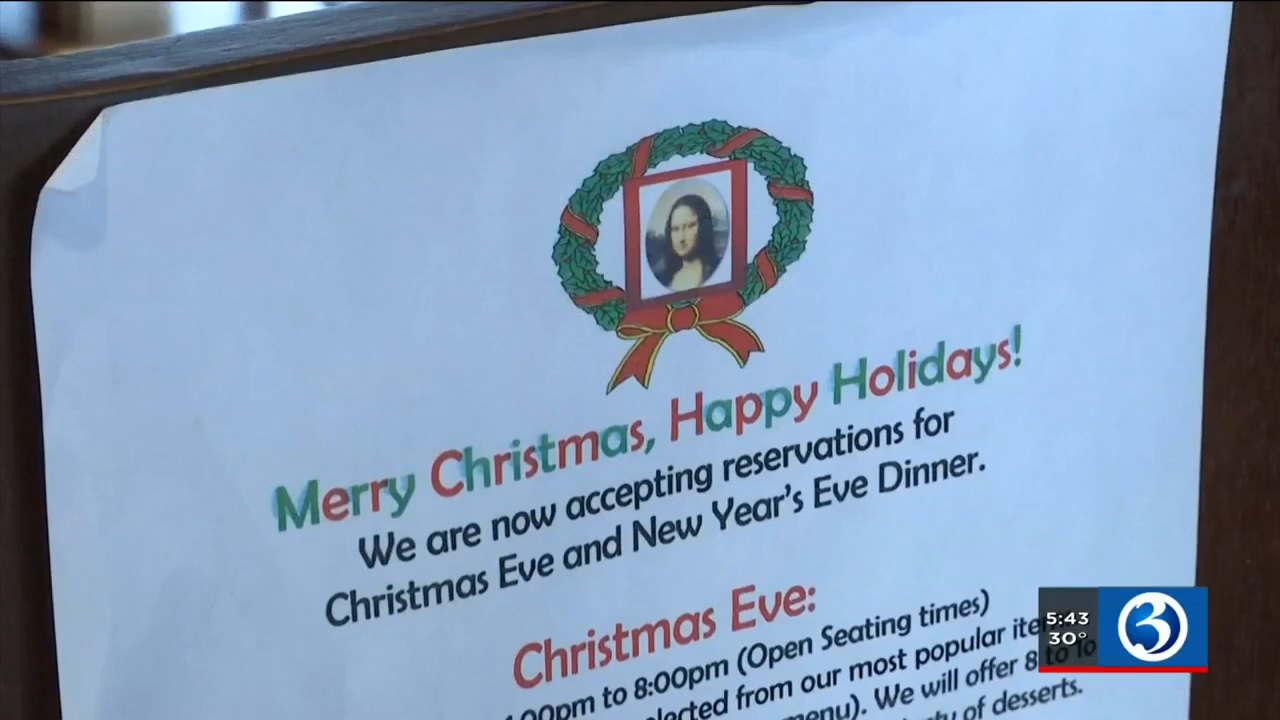 Merry Christmas, Happy Holidays!
We are now accepting reservations for
Christmas Eve and New Year's Eve Dinner.
Christmas Eve:
to 8:00pm (Open Seating times)
from our most popular
We will offer 8 to 10
of desserts.
5:43
30°
3